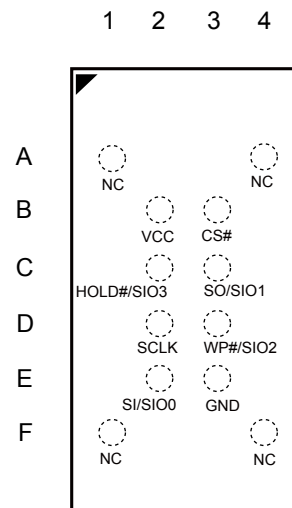 1 2 3 4
A
NC NC
B
VCC CS#
C
HOLD#/SIO3 SO/SIO1
D
SCLK WP#/SIO2
E
SI/SIO0 GND
F
NC NC